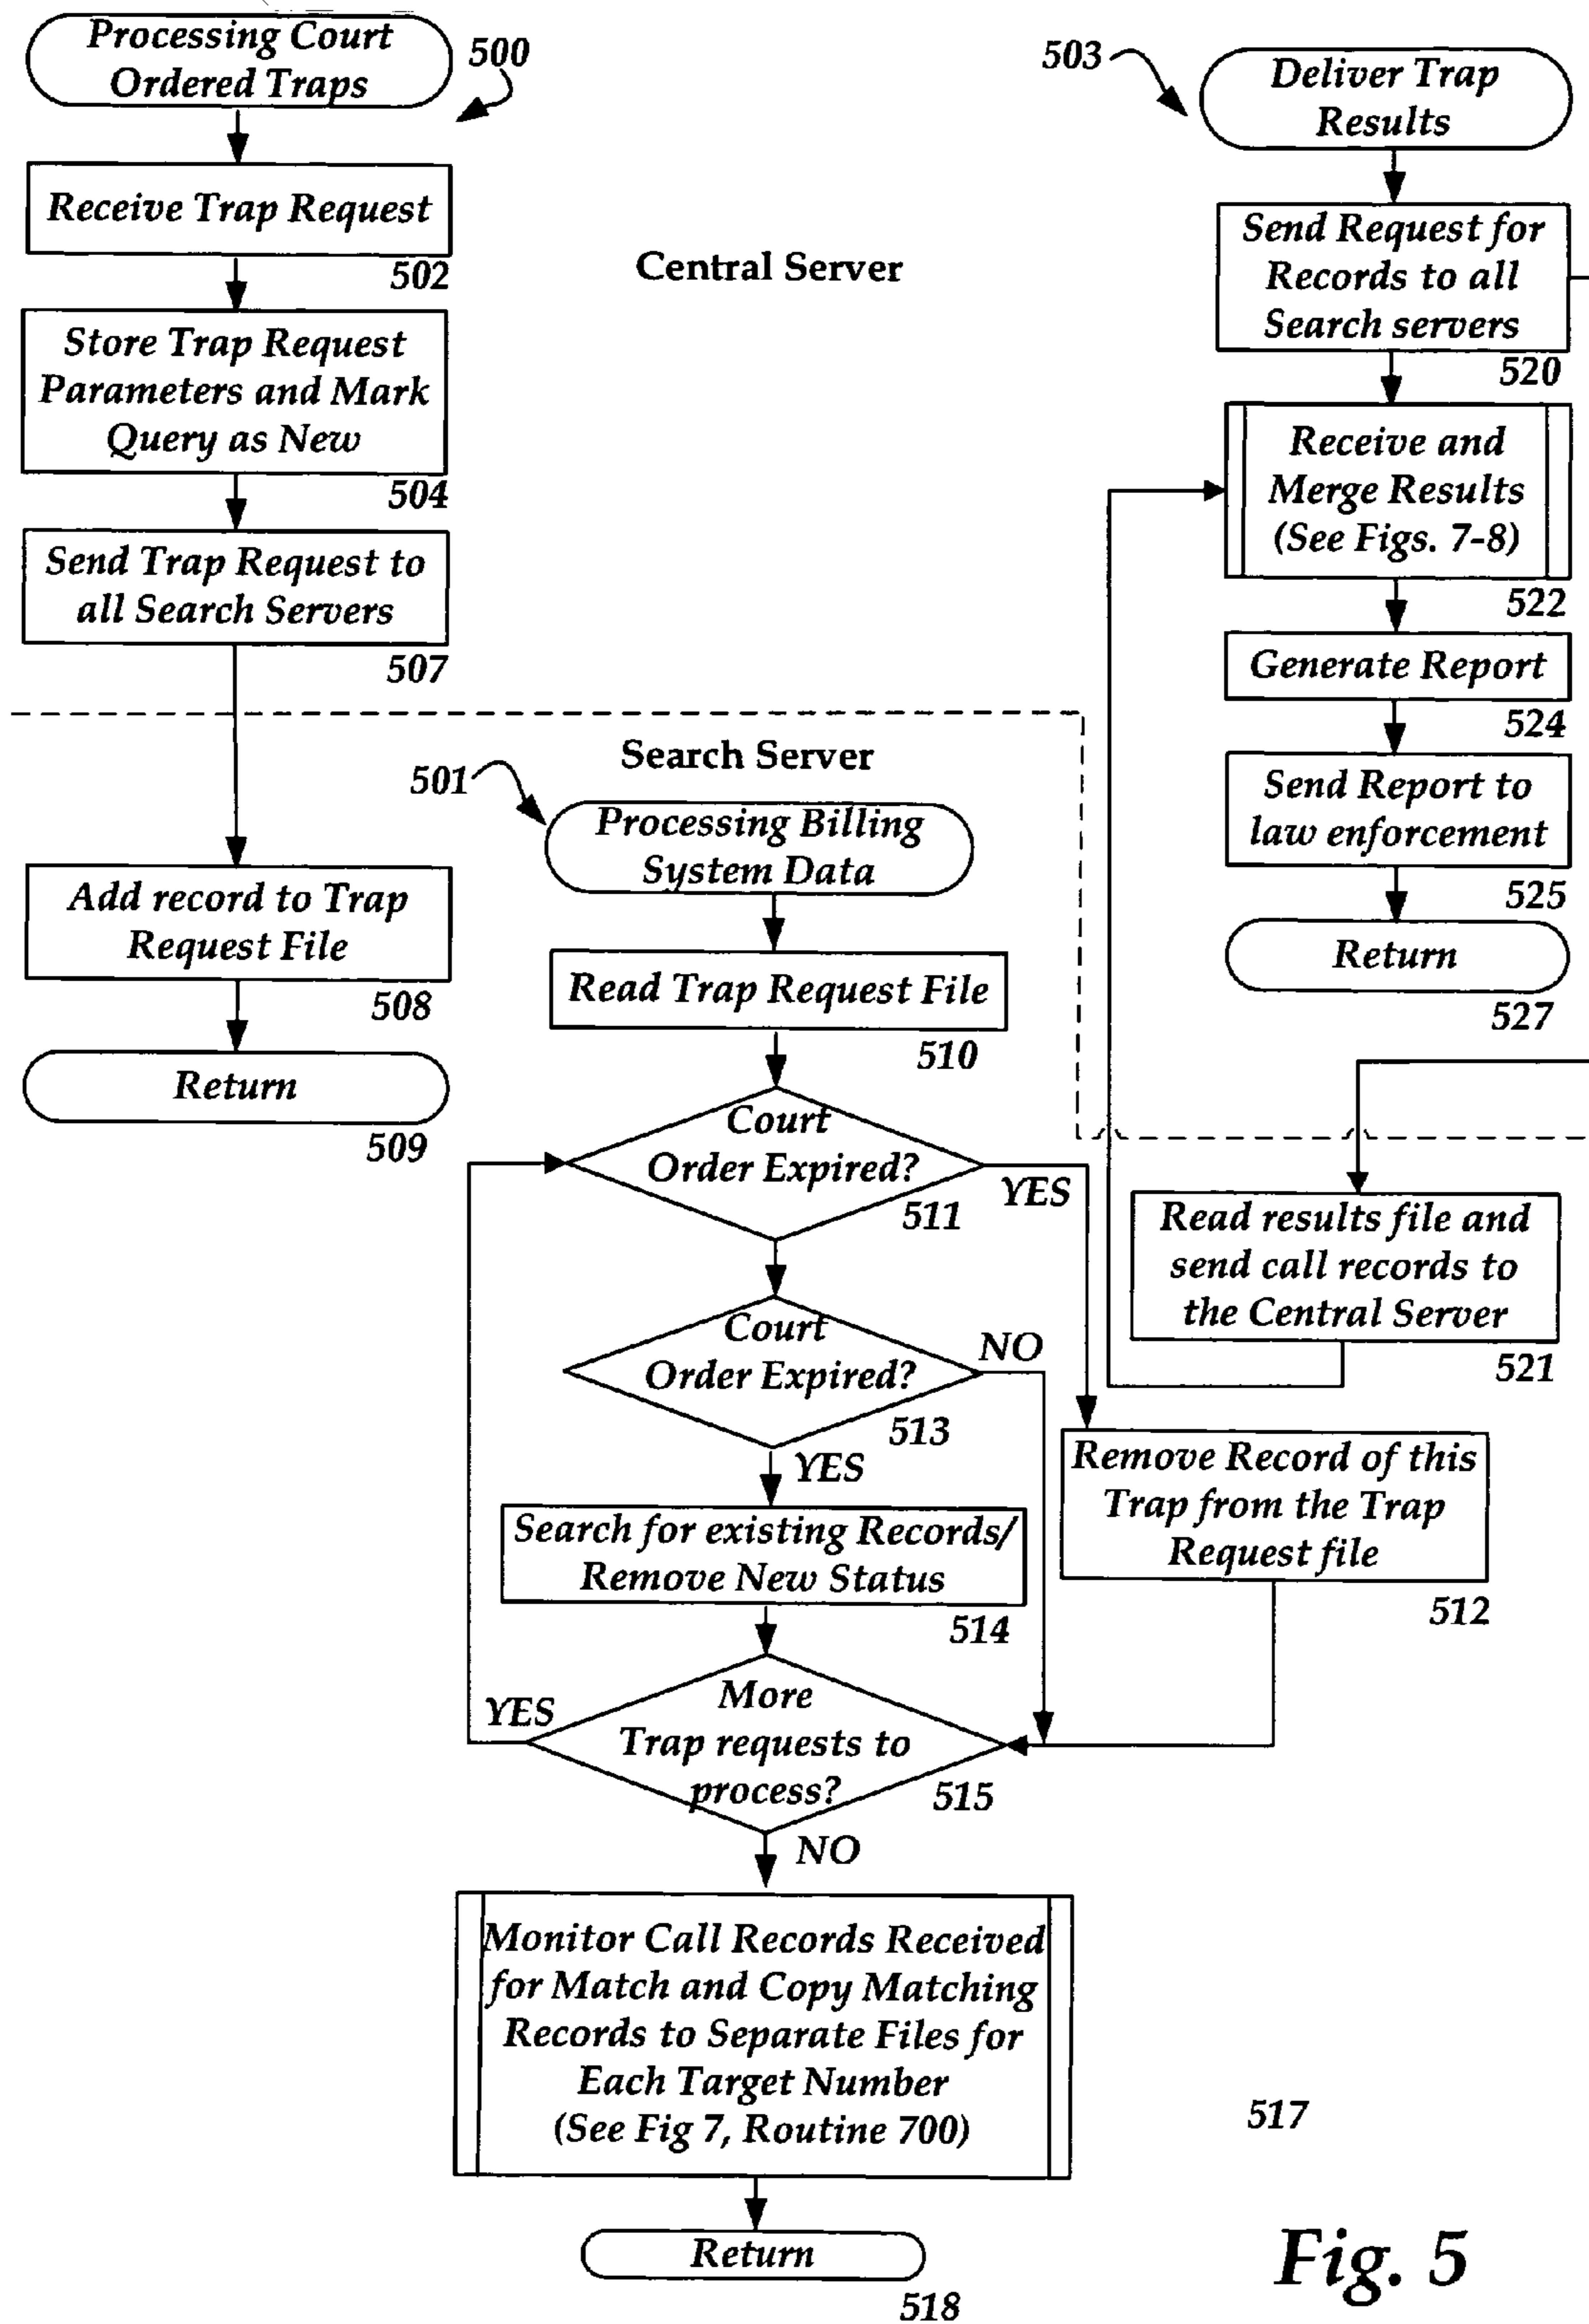 Processing Court
Ordered Traps
500
Receive Trap Request
502
Store Trap Request
Parameters and Mark
Query as New
504
Send Trap Request to
all Search Servers
507
Central Server
503
Deliver Trap
Results
Send Request for
Records to all
Search servers
520
Receive and
Merge Results
(See Figs. 7-8)
522
Generate Report
524
Send Report to
law enforcement
525
Return
527
Add record to Trap
Request File
508
Return
509
Search Server
501
Processing Billing
System Data
Read Trap Request File
510
Court
Order Expired?
511
YES
Court
Order Expired?
513
NO
YES
Read results file and
send call records to
the Central Server
521
Remove Record of this
Trap from the Trap
Request file
512
Search for existing Records/
Remove New Status
514
More
Trap requests to
process?
515
YES
NO
Monitor Call Records Received
for Match and Copy Matching
Records to Separate Files for
Each Target Number
(See Fig 7, Routine 700)
517
Return
518
Fig. 5